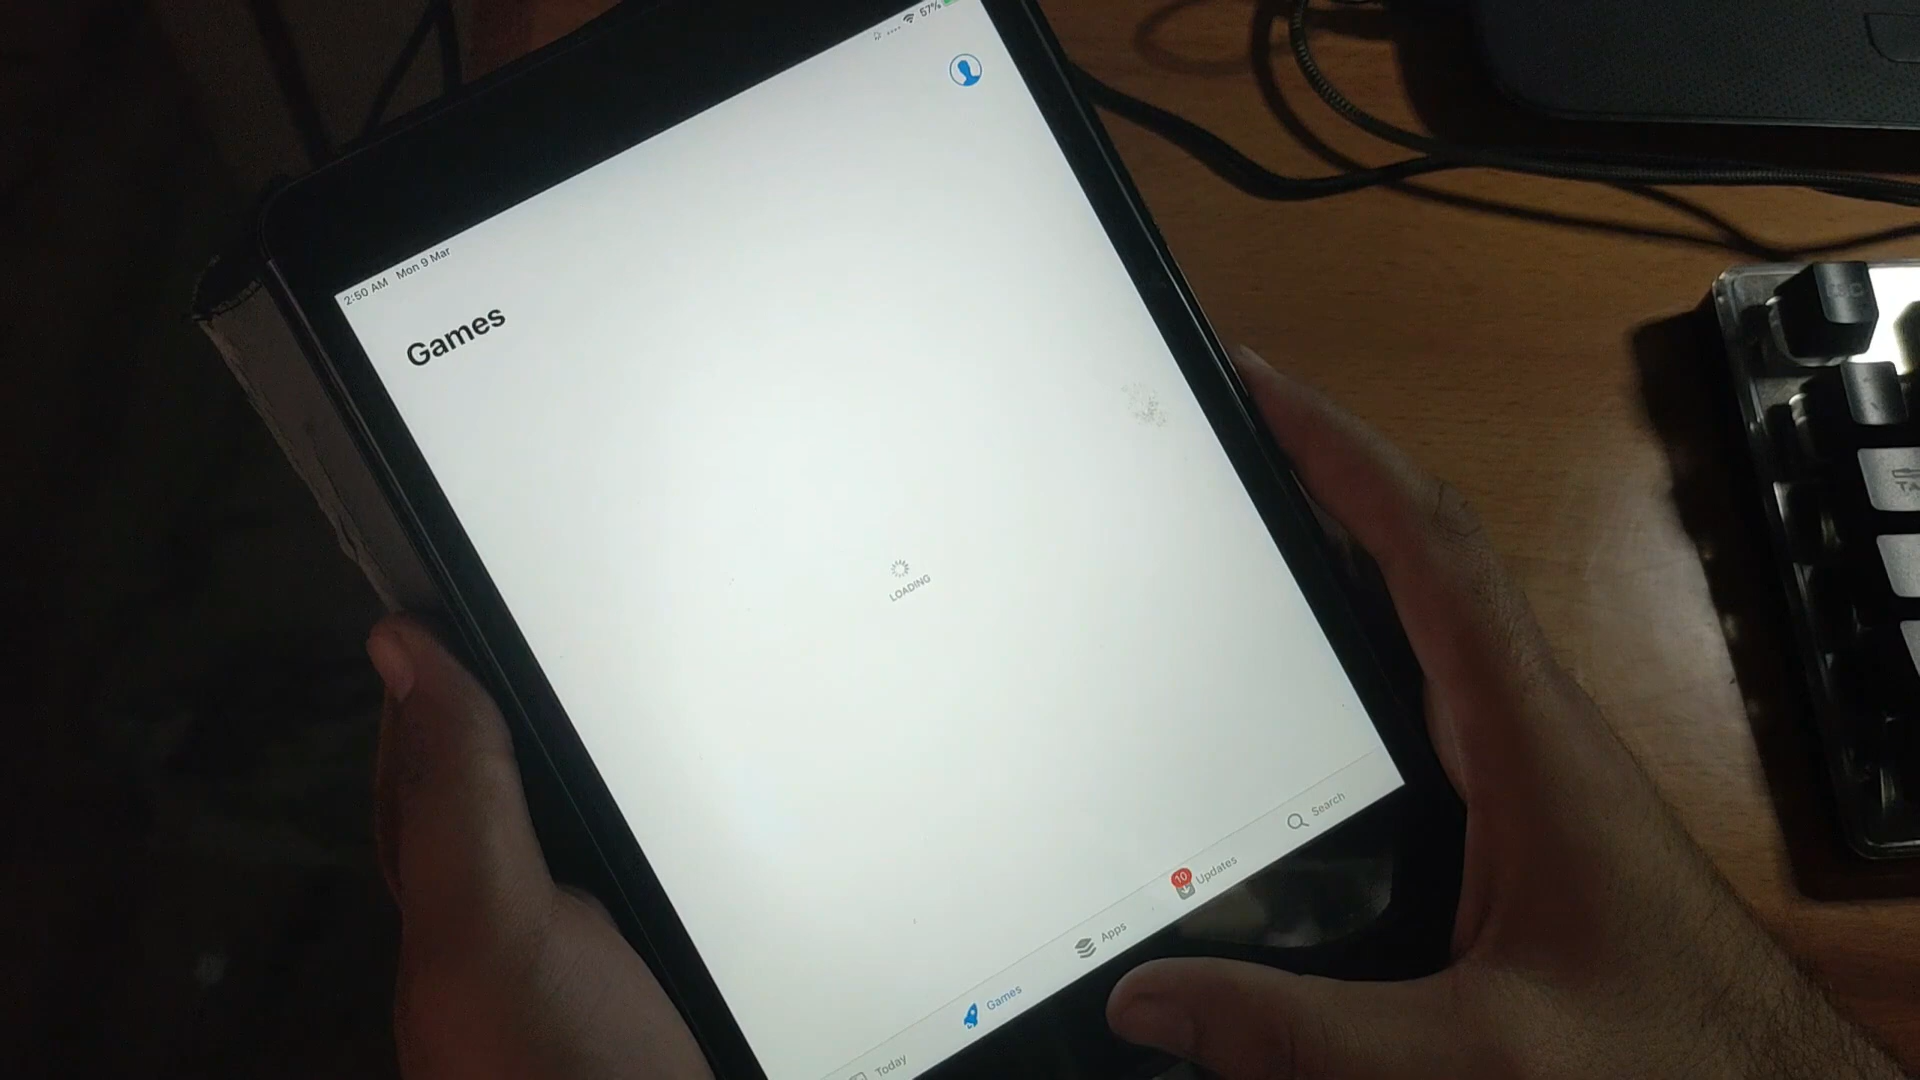 2:50 AM Mon 9 Mar
57%
Games
LOADING
Today
Games
Apps
10
Updates
Search